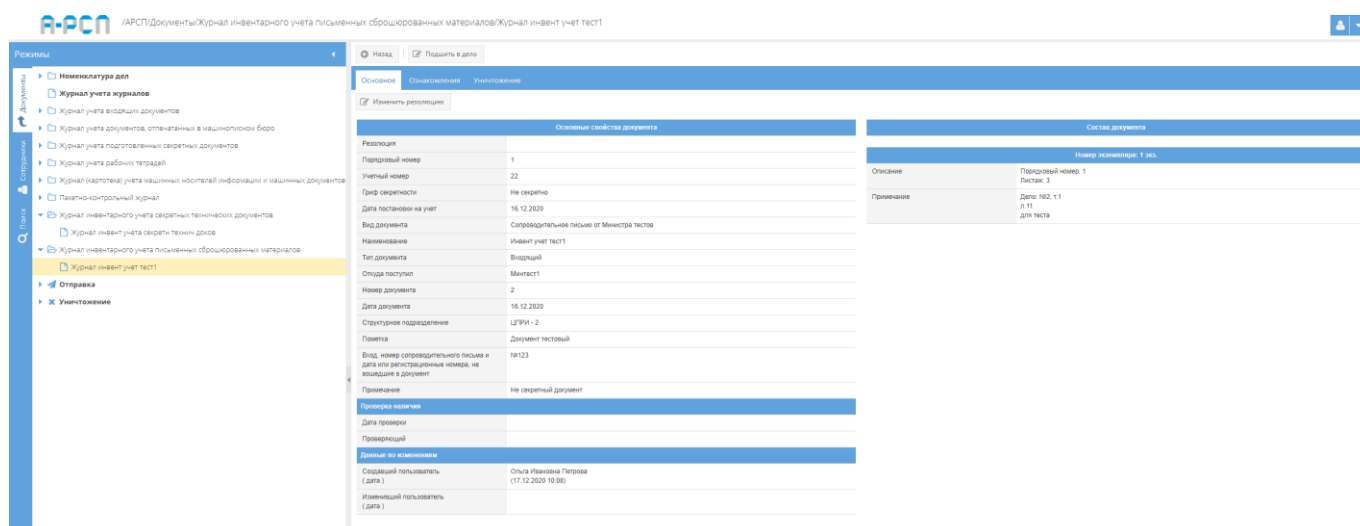 А-РСП
/АРСП/Документы/Журнал инвентарного учета письменных сброшюрованных материалов/Журнал инвент учет тест1
Режимы
Документы
Сотрудники
Поиск
Номенклатура дел
Журнал учета журналов
Журнал учета входящих документов
Журнал учета документов, отпечатанных в машинописном бюро
Журнал учета подготовленных секретных документов
Журнал учета рабочих тетрадей
Журнал (картотека) учета машинных носителей информации и машинных документов
Пакетно-контрольный журнал
Журнал инвентарного учета секретных технических документов
Журнал инвент учета секретн технич доков
Журнал инвентарного учета письменных сброшюрованных материалов
Журнал инвент учет тест1
Отправка
Уничтожение
Назад
Подшить в дело
Основное Ознакомления Уничтожение
Изменить резолюцию
Основные свойства документа
Резолюция
Порядковый номер 1
Учетный номер 22
Гриф секретности Не секретно
Дата постановки на учет 16.12.2020
Вид документа Сопроводительное письмо от Министра тестов
Наименование Инвент учет тест1
Тип документа Входящий
Откуда поступил Минтест1
Номер документа 2
Дата документа 16.12.2020
Структурное подразделение ЦПРИ - 2
Пометка Документ тестовый
Вход. номер сопроводительного письма и №123
дата или регистрационные номера, не
вошедшие в документ
Примечание Не секретный документ
Проверка наличия
Дата проверки
Проверяющий
Данные по изменениям
Создавший пользователь Ольга Ивановна Петрова
( дата ) (17.12.2020 10:08)
Изменивший пользователь
( дата )
Состав документа
Номер экземпляра: 1 экз.
Описание Порядковый номер: 1
Листаж: 3
Примечание Дело: №2, т.1
л.11
для теста